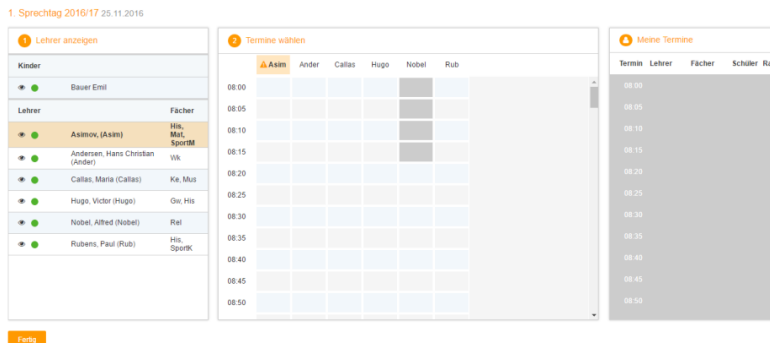 1. Sprechtag 2016/17 25.11.2016
1 Lehrer anzeigen
Kinder
Bauer Emil
Lehrer Fächer
Asimov, (Asim) His, Mat, SportM
Andersen, Hans Christian (Ander) Wk
Callas, Maria (Callas) Ke, Mus
Hugo, Victor (Hugo) Gw, His
Nobel, Alfred (Nobel) Rel
Rubens, Paul (Rub) His, SportK
2 Termine wählen
Asim Ander Callas Hugo Nobel Rub
08:00
08:05
08:10
08:15
08:20
08:25
08:30
08:35
08:40
08:45
08:50
Meine Termine
Termin Lehrer Fächer Schüler Ra
08:00
08:05
08:10
08:15
08:20
08:25
08:30
08:35
08:40
08:45
08:50
Fertig